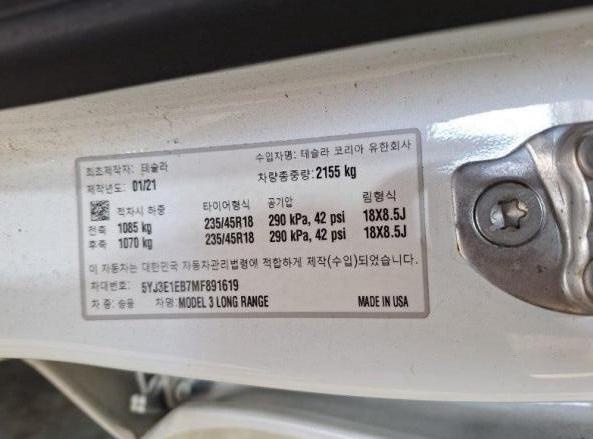 최초제작자: 테슬라 수입자명: 테슬라 코리아 유한회사
제작년도: 01/21 차량총중량: 2155 kg
적차시 하중 타이어형식 공기압 림형식
전축 1085 kg 235/45R18 290 kPa, 42 psi 18X8.5J
후축 1070 kg 235/45R18 290 kPa, 42 psi 18X8.5J
이 자동차는 대한민국 자동차관리법령에 적합하게 제작(수입)되었습니다.
차대번호: 5YJ3E1EB7MF891619
차 종: 승용 차명: MODEL 3 LONG RANGE MADE IN USA